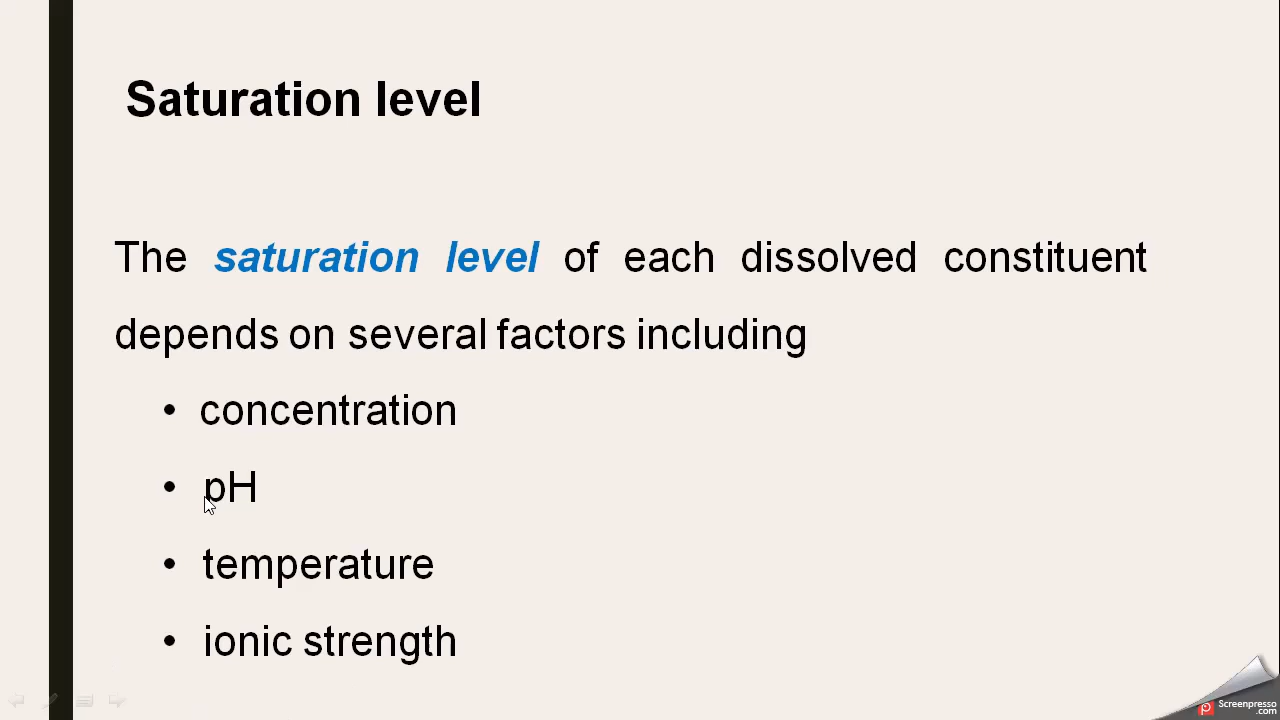 Saturation level
The saturation level of each dissolved constituent
depends on several factors including
• concentration
• pH
• temperature
• ionic strength
Screenpresso
.com